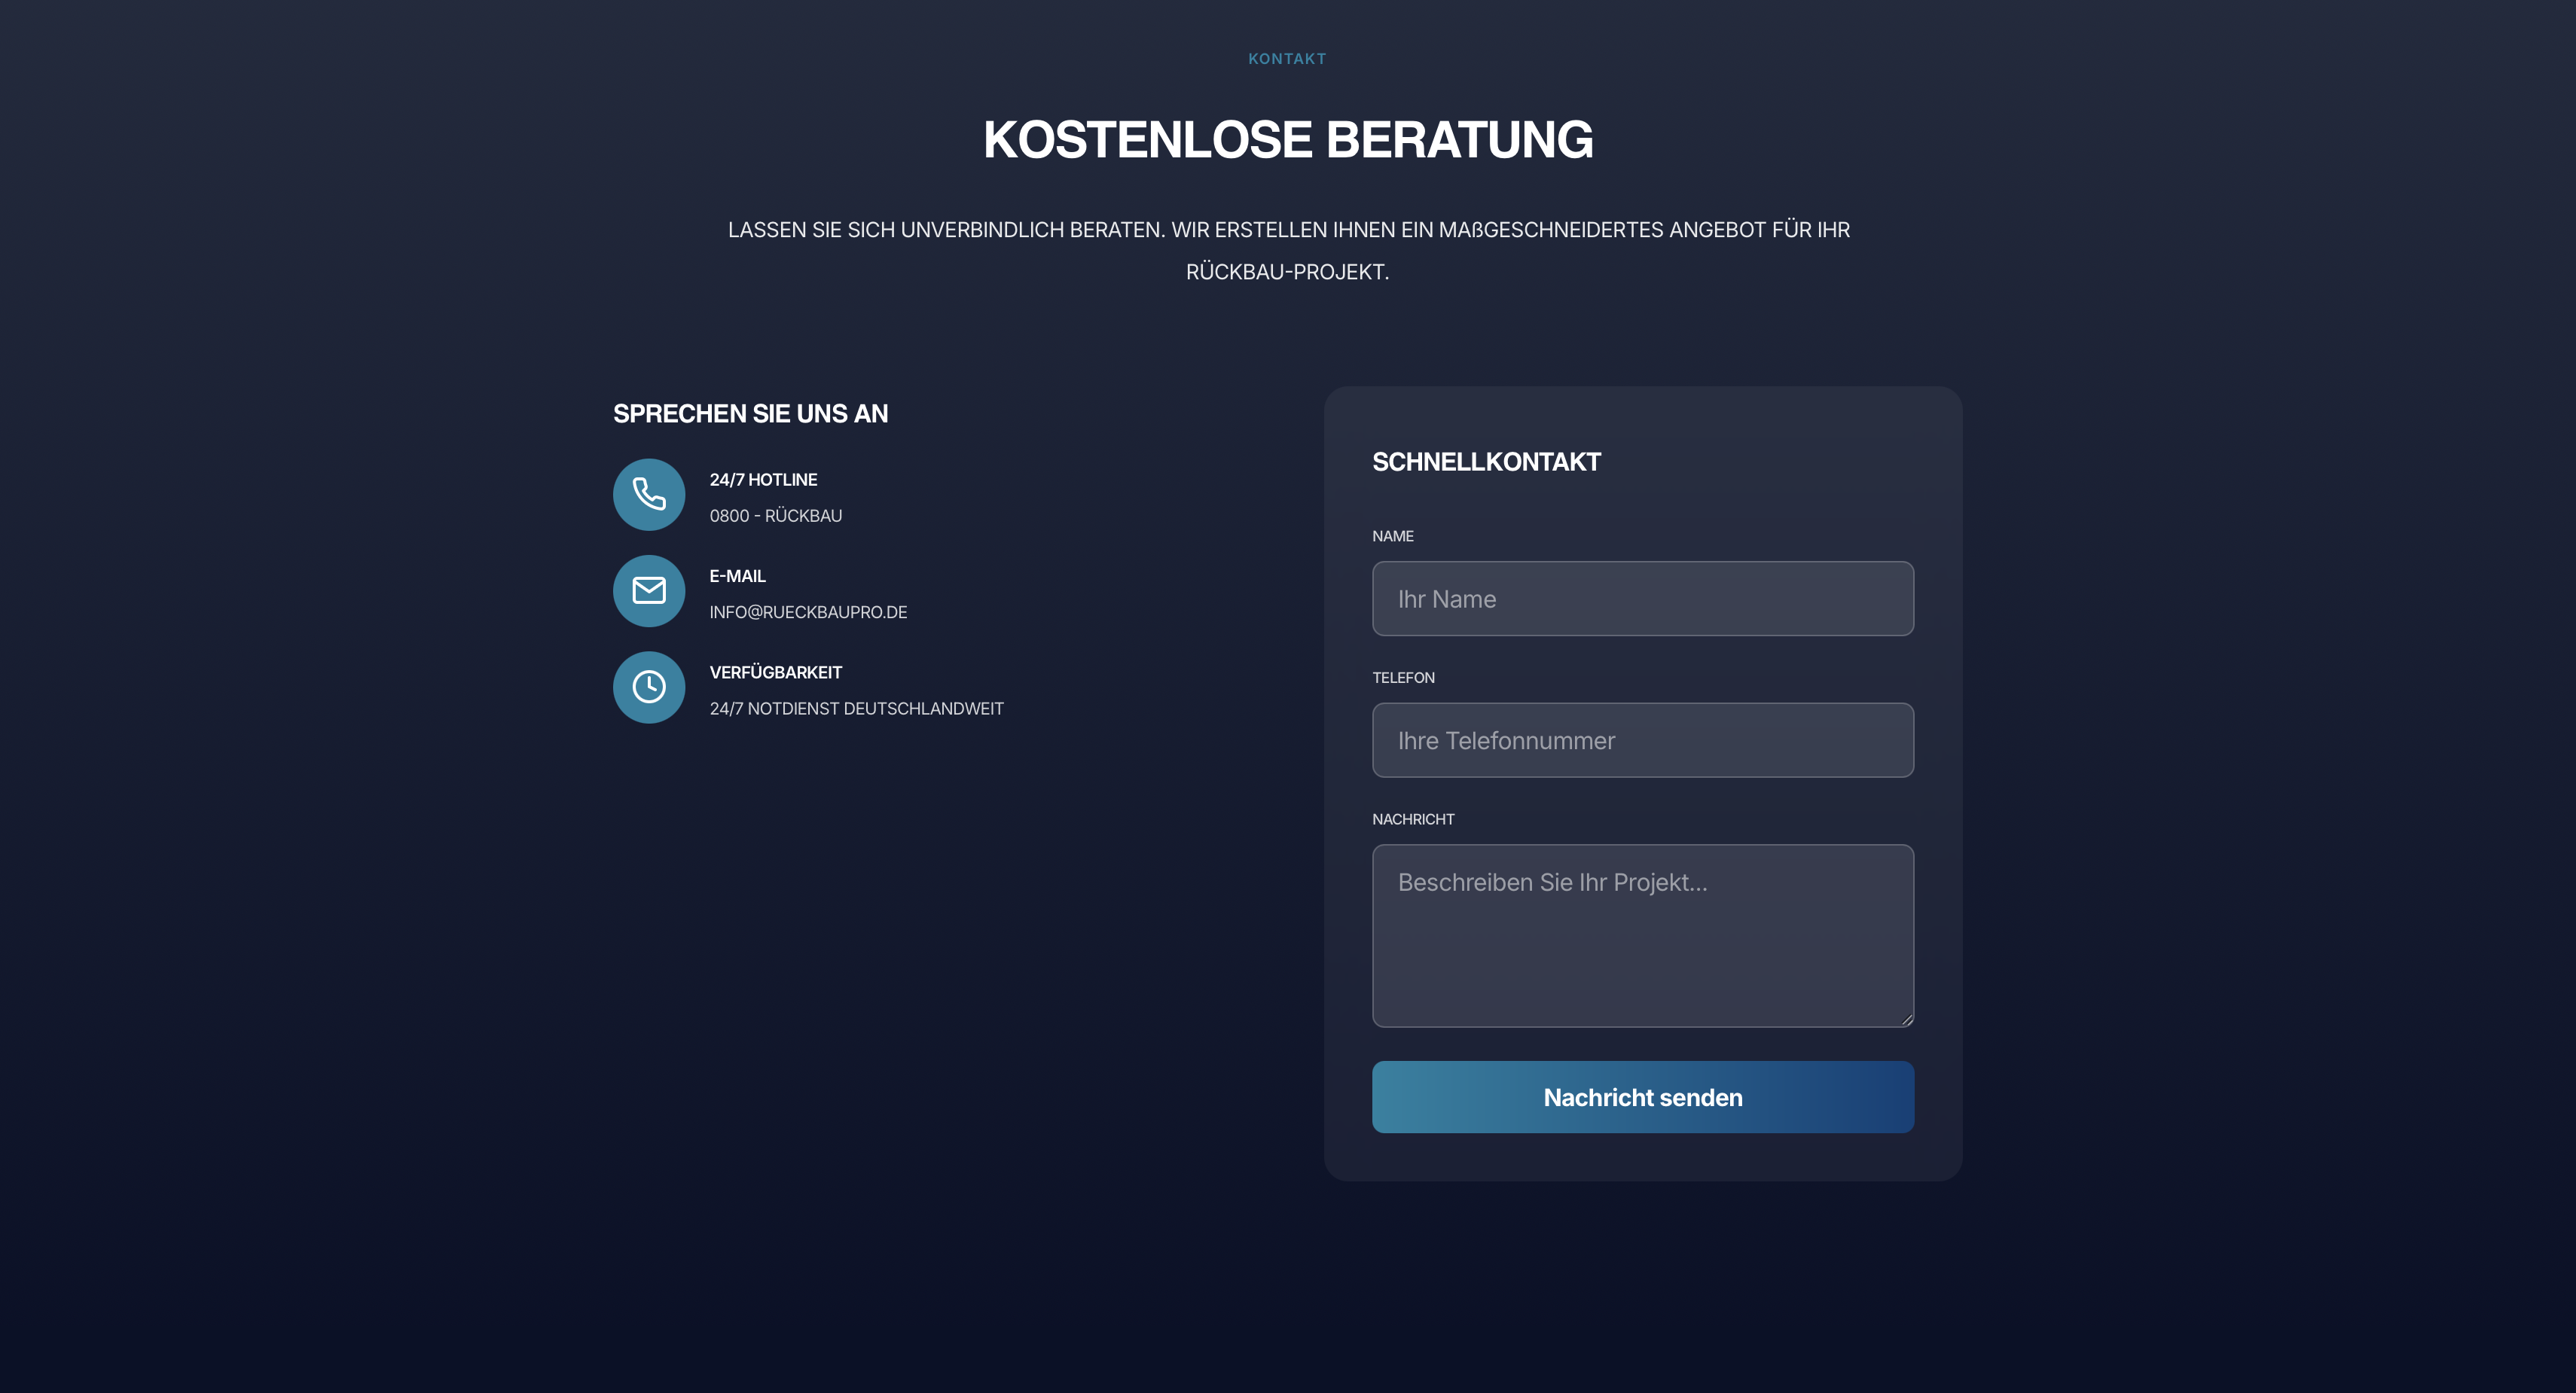 KONTAKT
KOSTENLOSE BERATUNG
LASSEN SIE SICH UNVERBINDLICH BERATEN. WIR ERSTELLEN IHNEN EIN MAßGESCHNEIDERTES ANGEBOT FÜR IHR
RÜCKBAU-PROJEKT.
SPRECHEN SIE UNS AN
24/7 HOTLINE
0800 - RÜCKBAU
E-MAIL
INFO@RUECKBAUPRO.DE
VERFÜGBARKEIT
24/7 NOTDIENST DEUTSCHLANDWEIT
SCHNELLKONTAKT
NAME
Ihr Name
TELEFON
Ihre Telefonnummer
NACHRICHT
Beschreiben Sie Ihr Projekt...
Nachricht senden